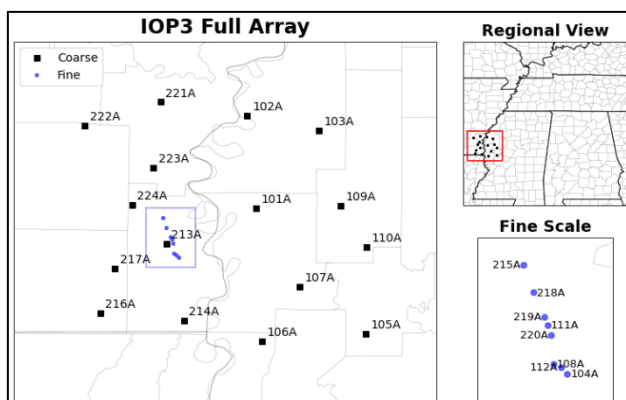 IOP3 Full Array
Coarse
Fine
221A
222A
102A
103A
223A
224A
101A
109A
213A
110A
217A
107A
216A
214A
106A
105A
Regional View
Fine Scale
215A
218A
219A
111A
220A
108A
112A
104A